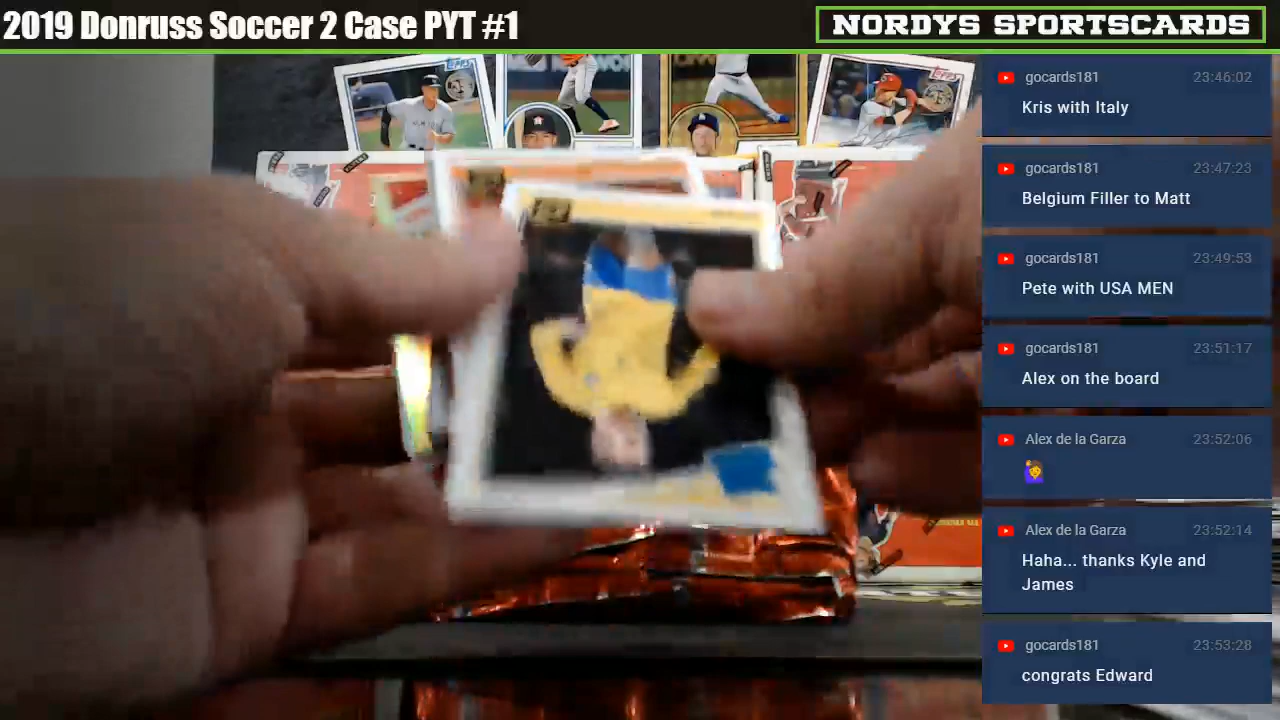 2019 Donruss Soccer 2 Case PYT #1
NORDYS SPORTSCARDS
gocards181 23:46:02
Kris with Italy
gocards181 23:47:23
Belgium Filler to Matt
gocards181 23:49:53
Pete with USA MEN
gocards181 23:51:17
Alex on the board
Alex de la Garza 23:52:06
🙋‍♀️
Alex de la Garza 23:52:14
Haha... thanks Kyle and
James
gocards181 23:53:28
congrats Edward